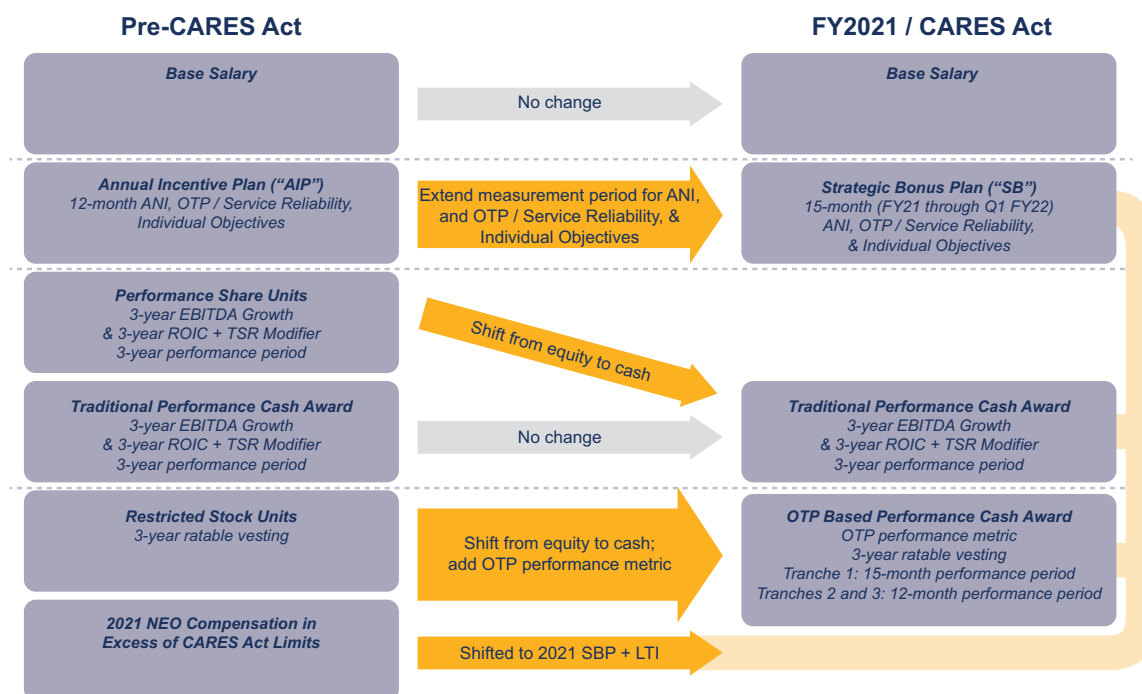 Pre-CARES Act
FY2021 / CARES Act
Base Salary
No change
Base Salary
Annual Incentive Plan (“AIP”)
12-month ANI, OTP / Service Reliability,
Individual Objectives
Extend measurement period for ANI,
and OTP / Service Reliability, &
Individual Objectives
Strategic Bonus Plan (“SB”)
15-month (FY21 through Q1 FY22)
ANI, OTP / Service Reliability,
& Individual Objectives
Performance Share Units
3-year EBITDA Growth
& 3-year ROIC + TSR Modifier
3-year performance period
Shift from equity to cash
Traditional Performance Cash Award
3-year EBITDA Growth
& 3-year ROIC + TSR Modifier
3-year performance period
No change
Traditional Performance Cash Award
3-year EBITDA Growth
& 3-year ROIC + TSR Modifier
3-year performance period
Restricted Stock Units
3-year ratable vesting
Shift from equity to cash;
add OTP performance metric
OTP Based Performance Cash Award
OTP performance metric
3-year ratable vesting
Tranche 1: 15-month performance period
Tranches 2 and 3: 12-month performance period
2021 NEO Compensation in
Excess of CARES Act Limits
Shifted to 2021 SBP + LTI